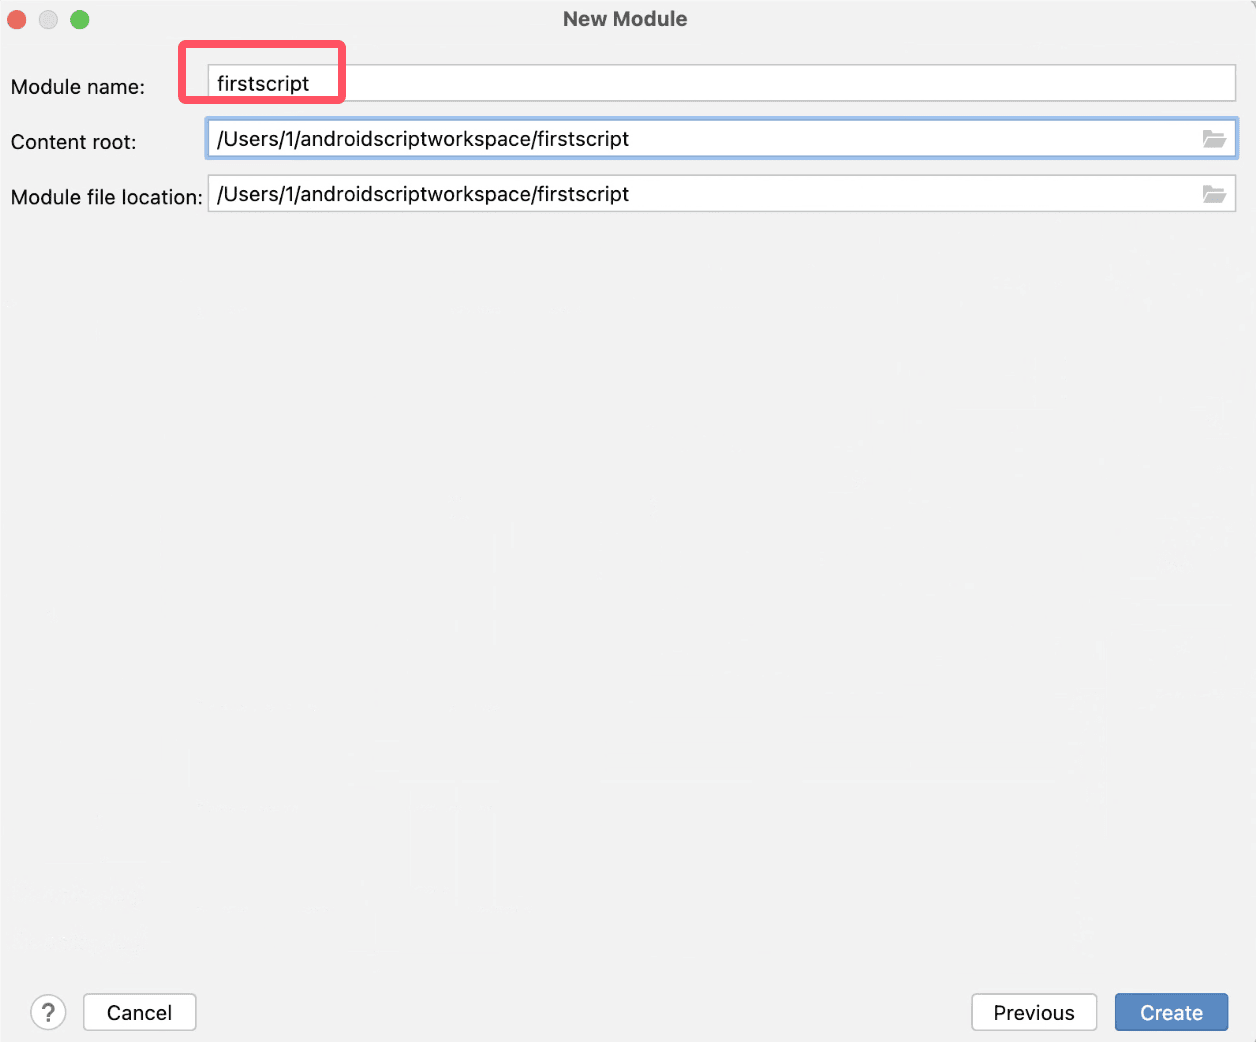 New Module
Module name: firstscript
Content root: /Users/1/androidscriptworkspace/firstscript
Module file location: /Users/1/androidscriptworkspace/firstscript
? Cancel Previous Create